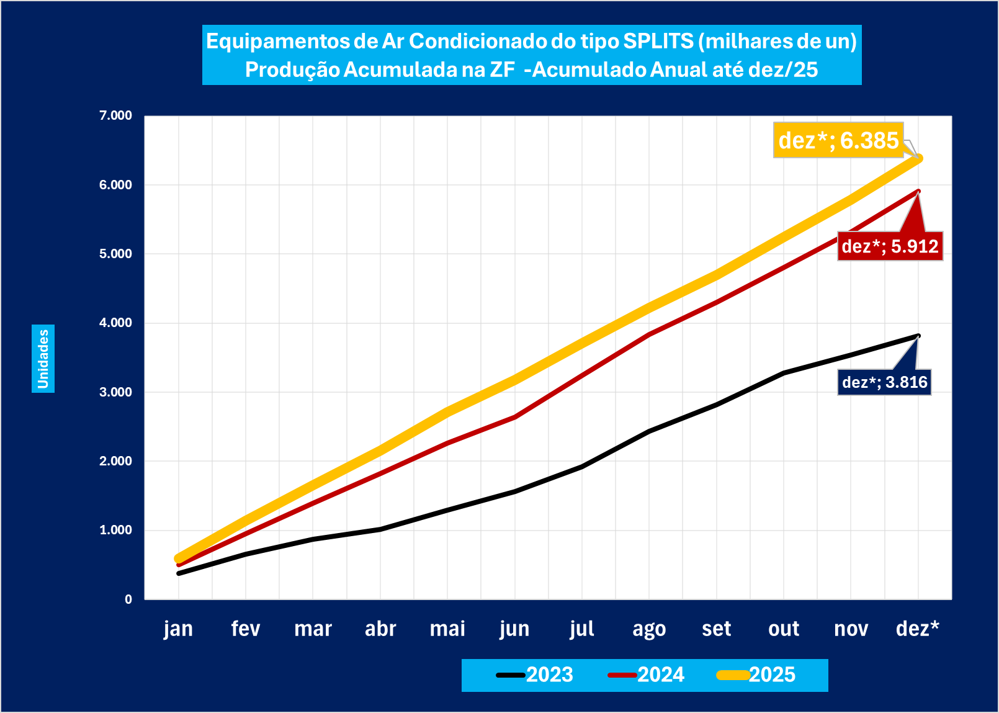 Equipamentos de Ar Condicionado do tipo SPLITS (milhares de un)
Produção Acumulada na ZF  -Acumulado Anual até dez/25
7.000
6.000
5.000
4.000
3.000
2.000
1.000
0
Unidades
dez*; 6.385
dez*; 5.912
dez*; 3.816
jan fev mar abr mai jun jul ago set out nov dez*
2023 2024 2025